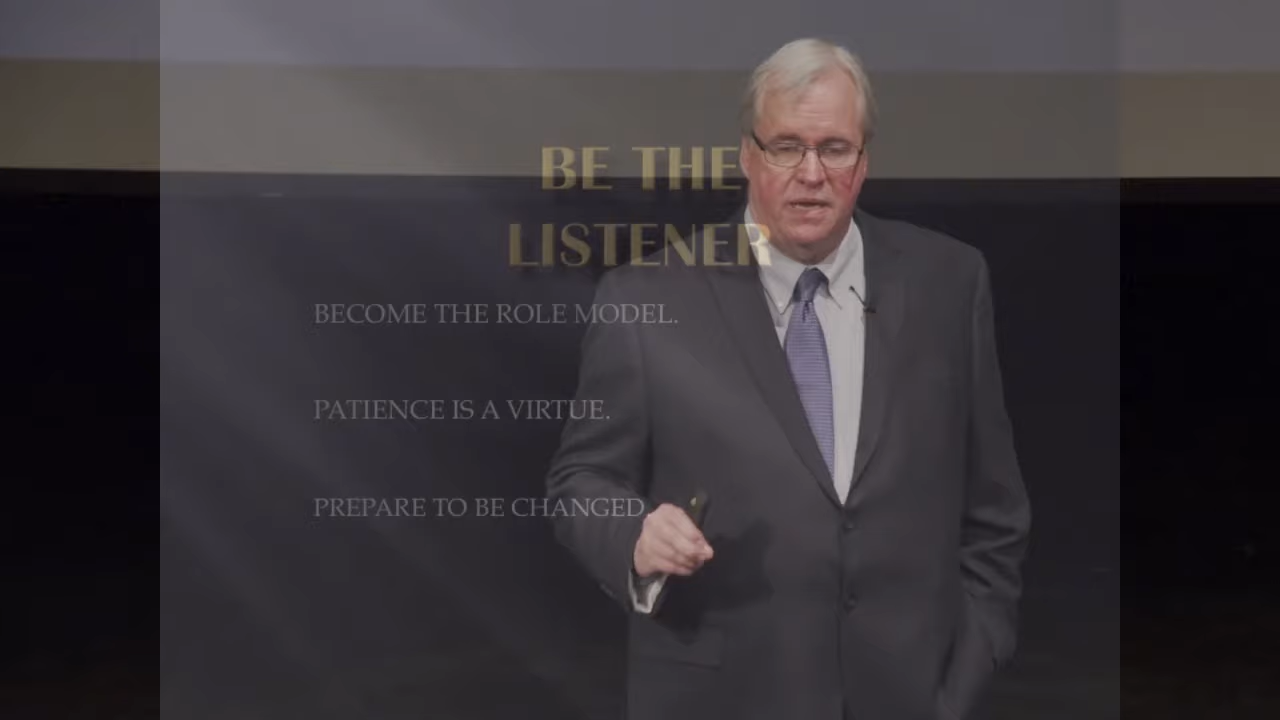 BE THE
LISTENER
BECOME THE ROLE MODEL.
PATIENCE IS A VIRTUE.
PREPARE TO BE CHANGED.